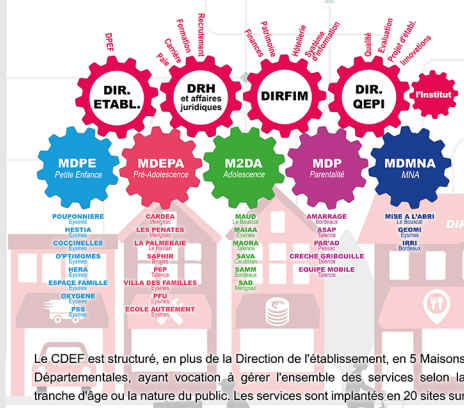 DPEF
Paie
Carrière
Formation
Recrutement
Finances
Patrimoine
Hôtellerie
Système
d'information
Qualité
Evaluation
Projet d'établ.
Innovations
DIR.
ETABL.
DRH
et affaires
juridiques
DIRFIM
DIR.
QEPI
l'Institut
MDPE
Petite Enfance
MDEPA
Pré-Adolescence
M2DA
Adolescence
MDP
Parentalité
MDMNA
MNA
POUPONNIERE
Eysines
HESTIA
Eysines
COCCINELLES
Eysines
O'PTIMOMES
Eysines
HERA
Eysines
ESPACE FAMILLE
Eysines
OXYGENE
Eysines
PSS
Eysines
CARDEA
Mérignac
LES PENATES
Mérignac
LA PALMERAIE
Le Haillan
SAPHIR
Bruges
P6P
Talence
VILLA DES FAMILLES
Eysines
PFU
Eysines
ECOLE AUTREMENT
Eysines
MAUD
Le Bouscat
MAIAA
Eysines
MAORA
Talence
SAVA
Caudéran
SAMM
Bordeaux
SAD
Mérignac
AMARRAGE
Bordeaux
ASAP
Talence
PAR'AD
Pessac
CRECHE GRIBOUILLE
Talence
EQUIPE MOBILE
Talence
MISE A L'ABRI
Le Bouscat
GEOMI
Eysines
IRRI
Bordeaux
DIR
Le CDEF est structuré, en plus de la Direction de l'établissement, en 5 Maisons
Départementales, ayant vocation à gérer l'ensemble des services selon la
tranche d'âge ou la nature du public. Les services sont implantés en 20 sites sur